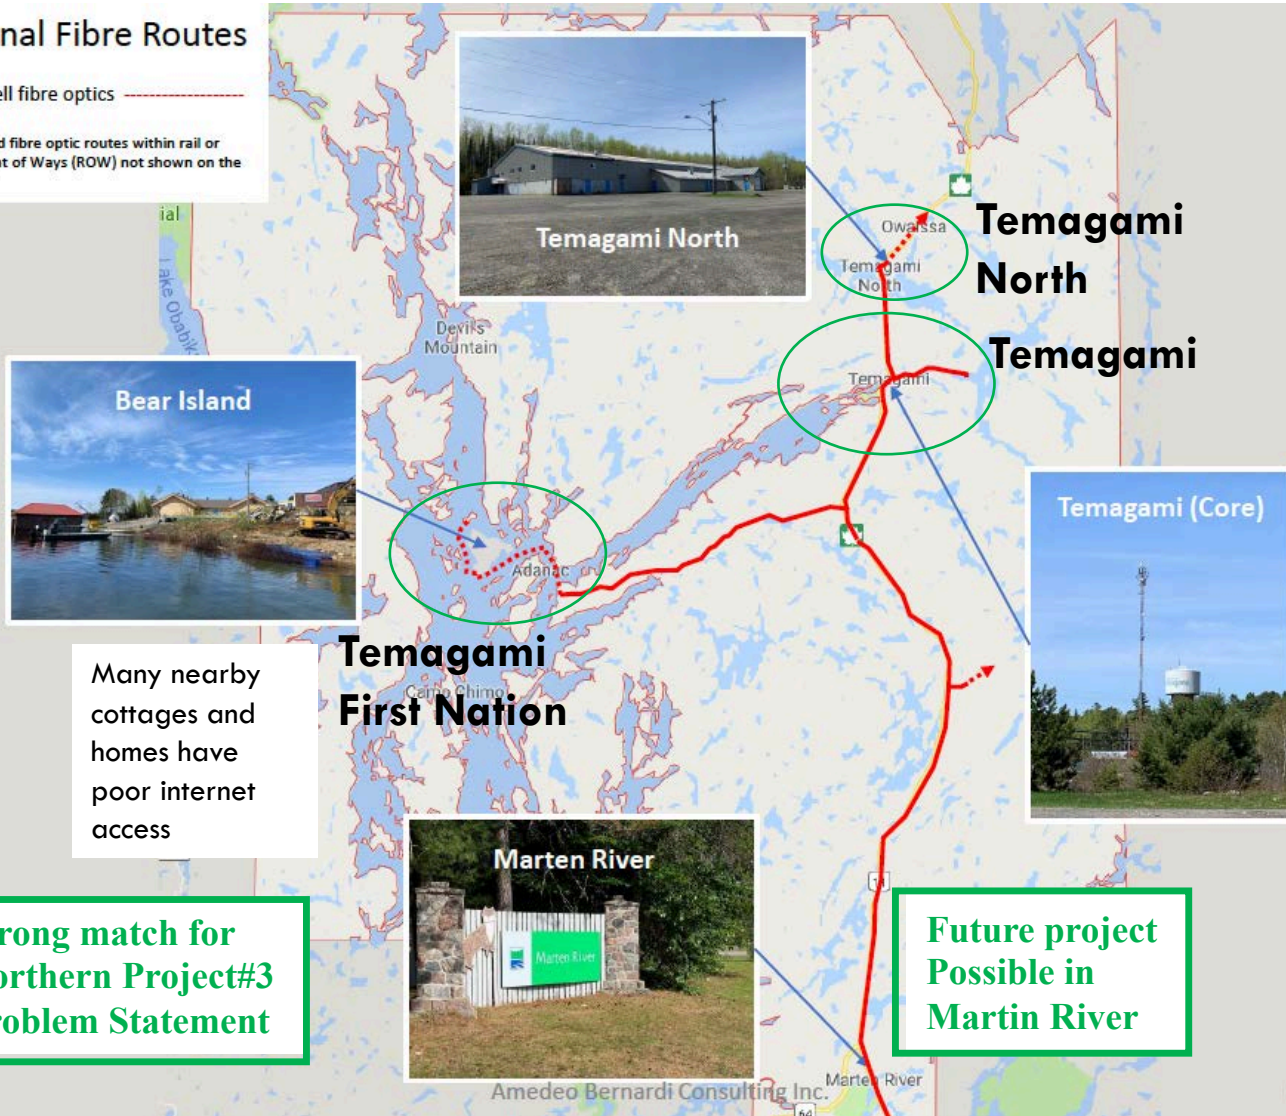 nal Fibre Routes
ell fibre optics
d fibre optic routes within rail or
nt of Ways (ROW) not shown on the
ial
Lake Obabik
Temagami North
Owaissa
Temagami
North
Temagami
North
Devil's
Mountain
Temagami
Temagami
Bear Island
Temagami (Core)
Adanac
Temagami
First Nation
Camp Chimo
Many nearby
cottages and
homes have
poor internet
access
Marten River
Marten River
11
rong match for
orthern Project#3
roblem Statement
Future project
Possible in
Martin River
Marten River
Amedeo Bernardi Consulting Inc.
64